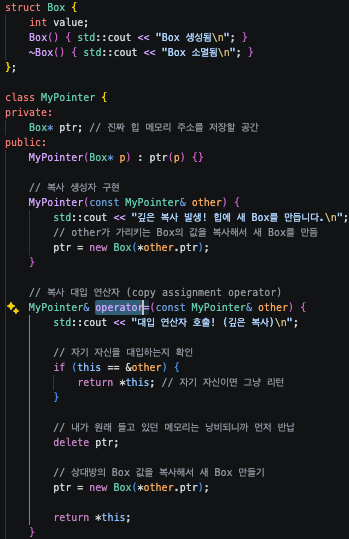 struct Box {
    int value;
    Box() { std::cout << "Box 생성됨\n"; }
    ~Box() { std::cout << "Box 소멸됨\n"; }
};

class MyPointer {
private:
    Box* ptr; // 진짜 힙 메모리 주소를 저장할 공간
public:
    MyPointer(Box* p) : ptr(p) {}

    // 복사 생성자 구현
    MyPointer(const MyPointer& other) {
        std::cout << "깊은 복사 발생! 힙에 새 Box를 만듭니다.\n";
        // other가 가리키는 Box의 값을 복사해서 새 Box를 만듦
        ptr = new Box(*other.ptr);
    }

    // 복사 대입 연산자 (copy assignment operator)
    MyPointer& operator=(const MyPointer& other) {
        std::cout << "대입 연산자 호출! (깊은 복사)\n";

        // 자기 자신을 대입하는지 확인
        if (this == &other) {
            return *this; // 자기 자신이면 그냥 리턴
        }

        // 내가 원래 들고 있던 메모리는 낭비되니까 먼저 반납
        delete ptr;

        // 상대방의 Box 값을 복사해서 새 Box 만들기
        ptr = new Box(*other.ptr);

        return *this;
    }